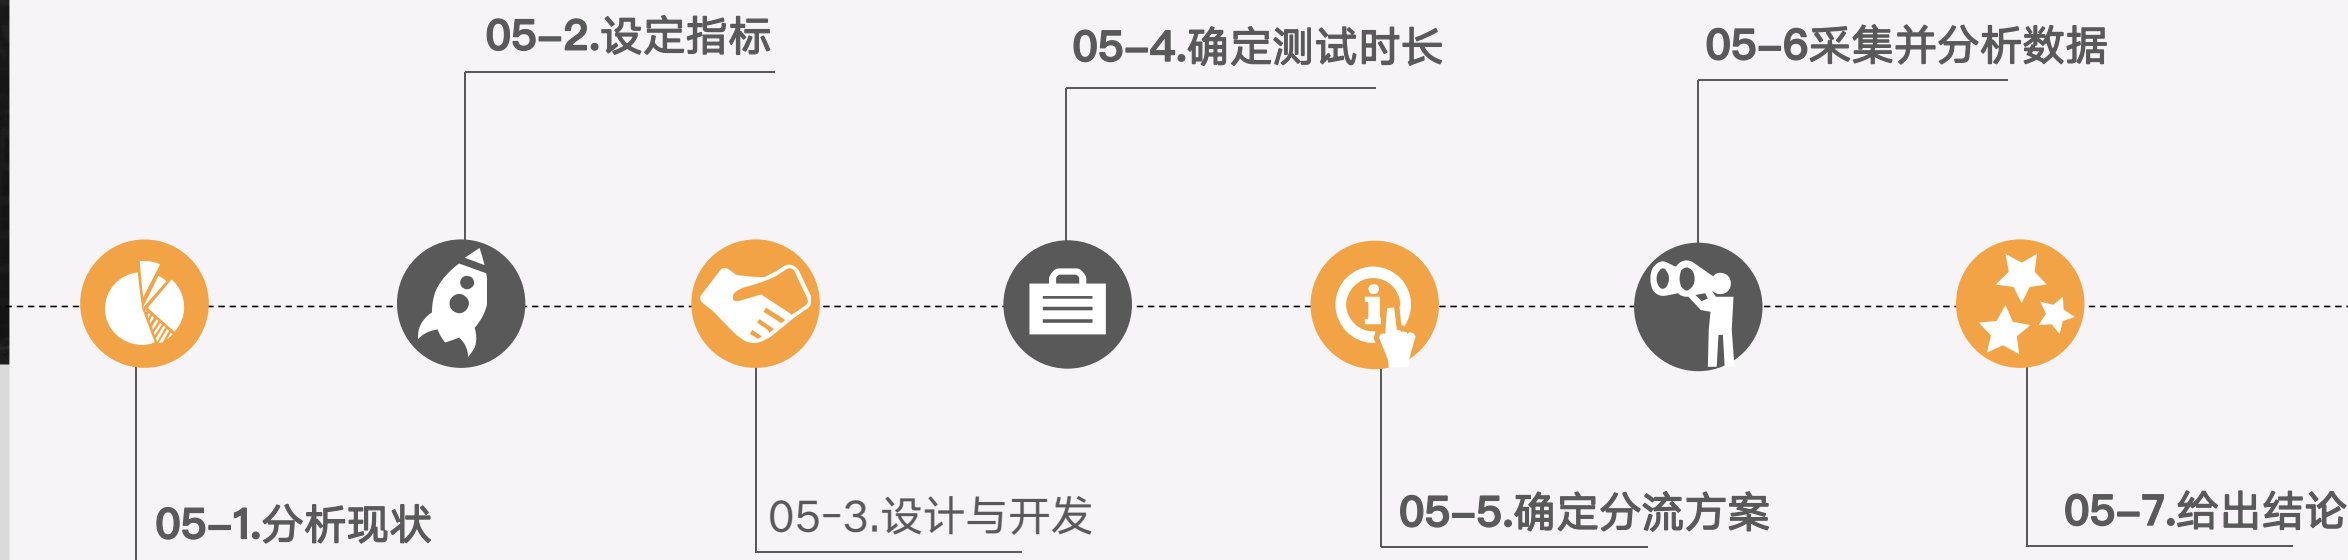 05-1.分析现状
05-2.设定指标
05-3.设计与开发
05-4.确定测试时长
05-5.确定分流方案
05-6采集并分析数据
05-7.给出结论